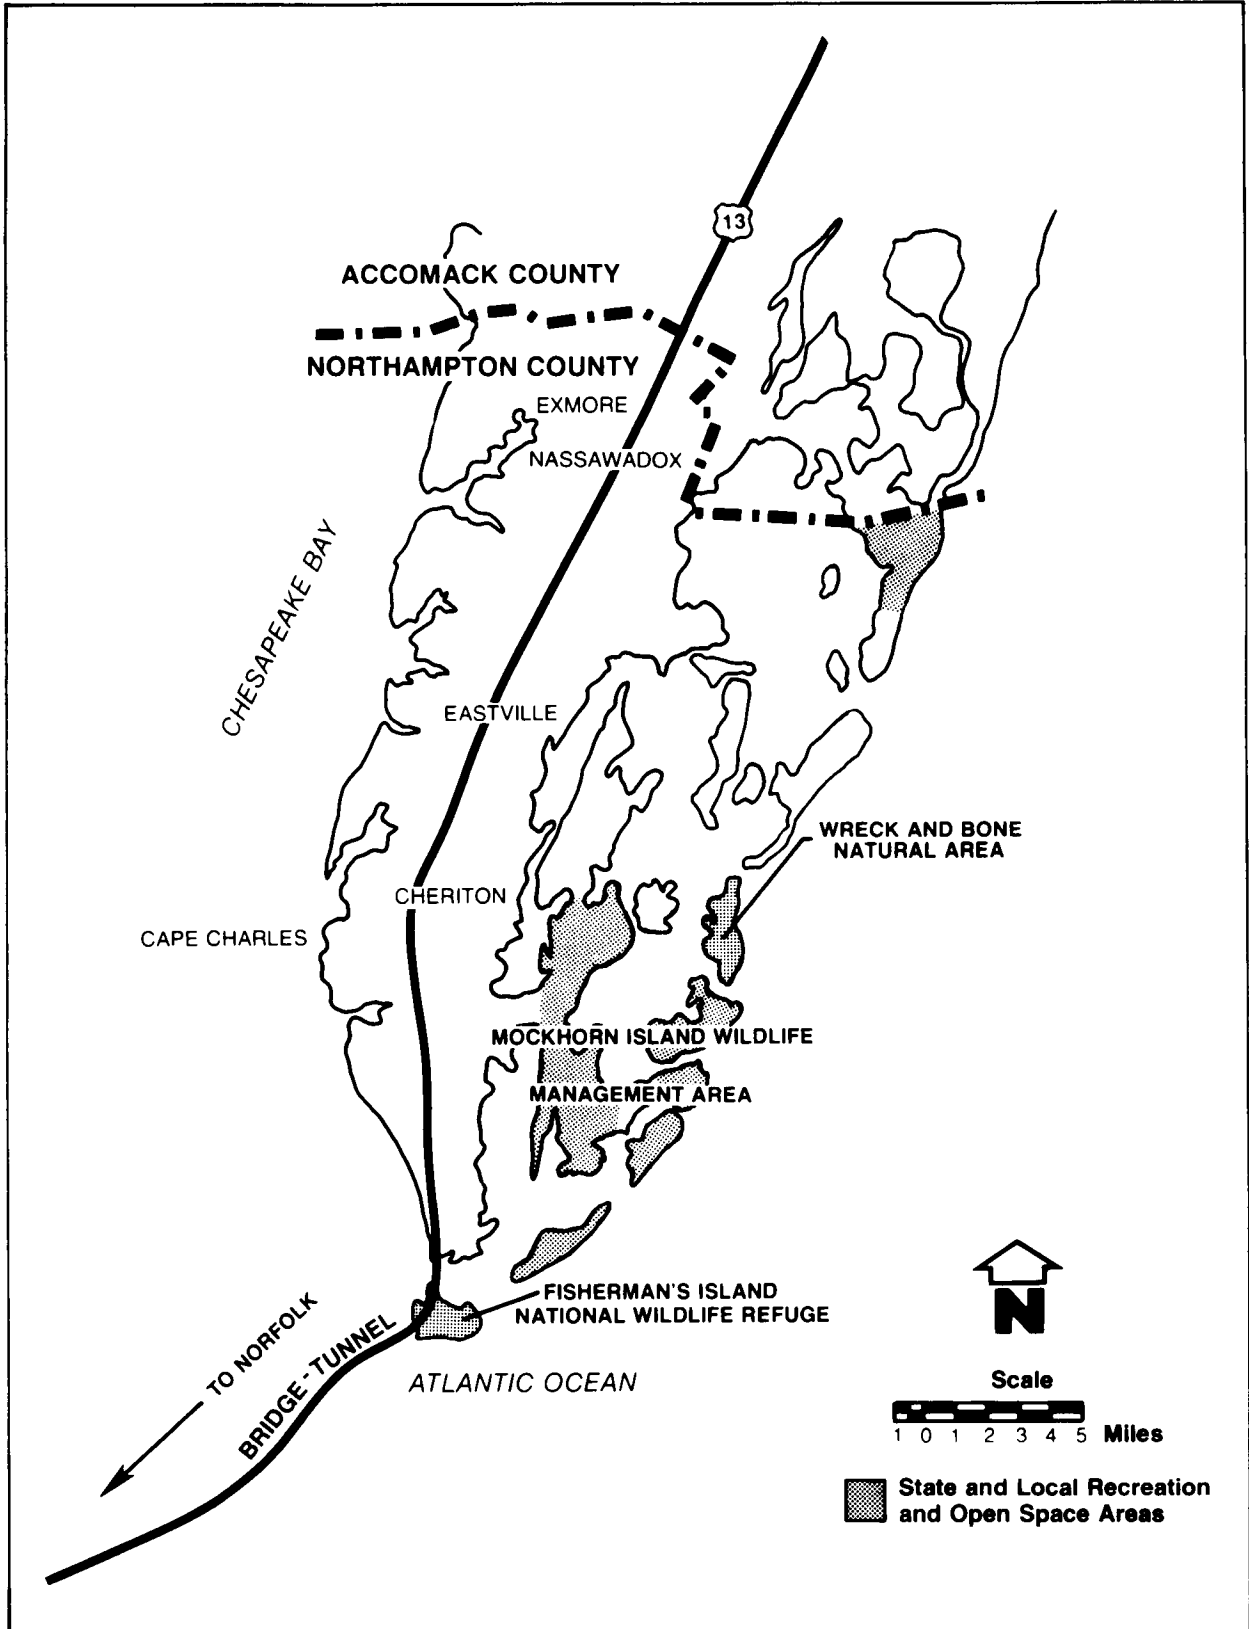 13
ACCOMACK COUNTY
NORTHAMPTON COUNTY
EXMORE
NASSAWADOX
CHESAPEAKE BAY
EASTVILLE
WRECK AND BONE
NATURAL AREA
CHERITON
CAPE CHARLES
MOCKHORN ISLAND WILDLIFE
MANAGEMENT AREA
FISHERMAN'S ISLAND
NATIONAL WILDLIFE REFUGE
TO NORFOLK
BRIDGE-TUNNEL
ATLANTIC OCEAN
N
Scale
1 0 1 2 3 4 5 Miles
State and Local Recreation
and Open Space Areas